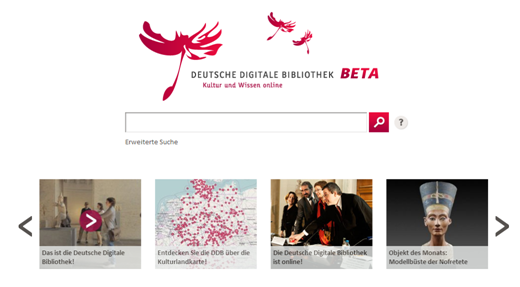 DEUTSCHE DIGITALE BIBLIOTHEK BETA
Kultur und Wissen online
?
Erweiterte Suche
Das ist die Deutsche Digitale
Bibliothek!
Entdecken Sie die DDB über die
Kulturlandkarte!
Die Deutsche Digitale Bibliothek
ist online!
Objekt des Monats:
Modellbüste der Nofretete